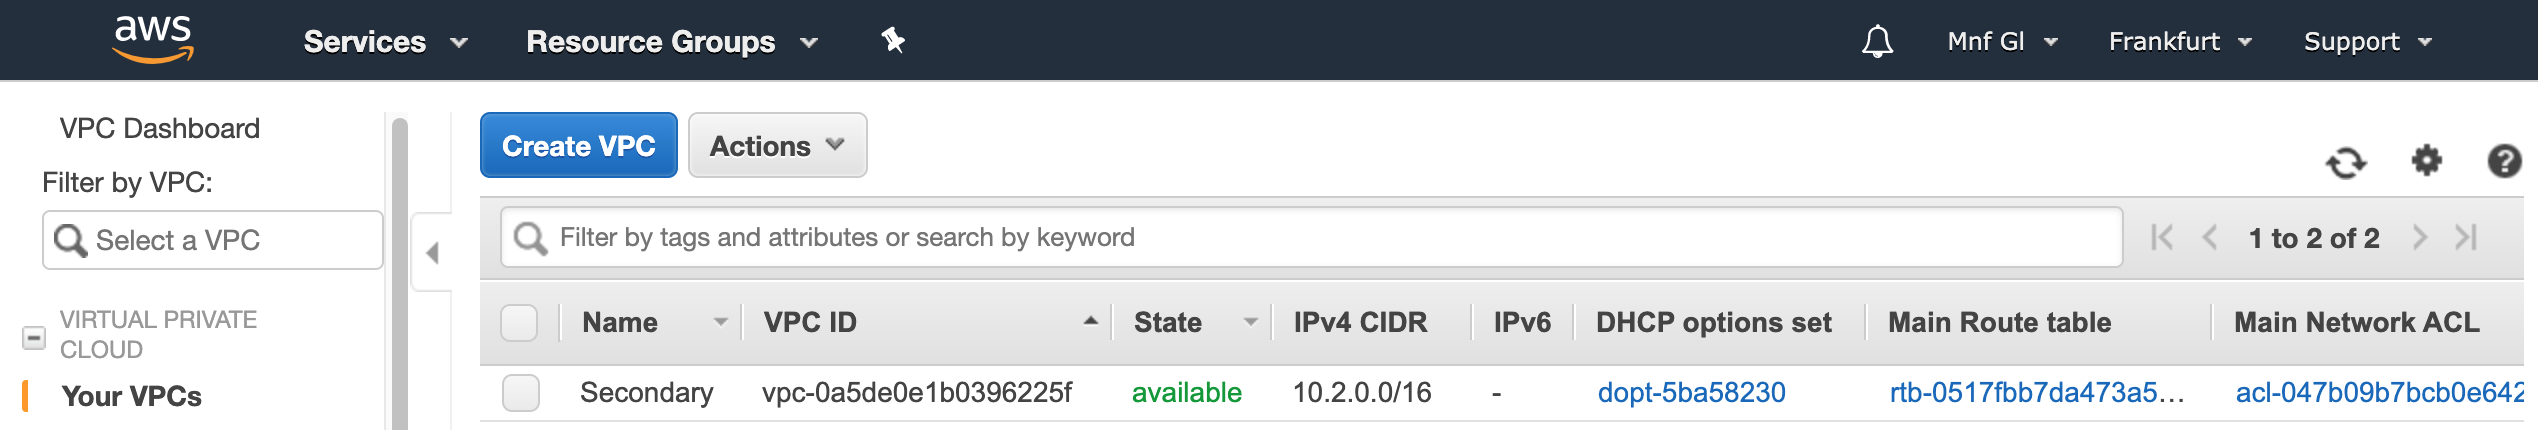 aws Services Resource Groups Mnf Gl Frankfurt Support
VPC Dashboard
Filter by VPC:
Select a VPC
VIRTUAL PRIVATE
CLOUD
Your VPCs
Create VPC Actions
Filter by tags and attributes or search by keyword 1 to 2 of 2
Name VPC ID State IPv4 CIDR IPv6 DHCP options set Main Route table Main Network ACL
Secondary vpc-0a5de0e1b0396225f available 10.2.0.0/16 - dopt-5ba58230 rtb-0517fbb7da473a5... acl-047b09b7bcb0e642